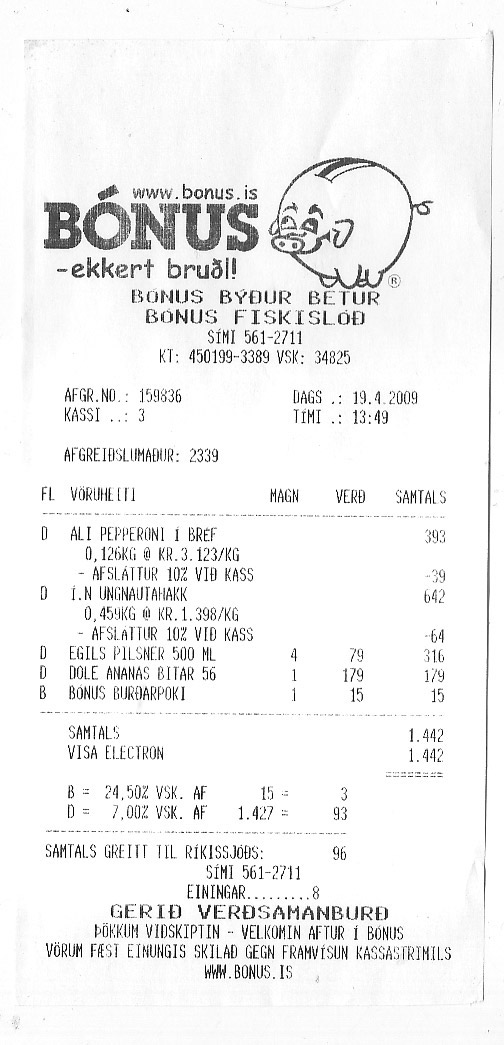 www.bonus.is
BÓNUS
-ekkert bruðl!
®
BÓNUS BÝÐUR BETUR
BÓNUS FISKISLÓÐ
SÍMI 561-2711
KT: 450199-3389 VSK: 34825
AFGR.NO.: 159836 DAGS .: 19.4.2009
KASSI ..: 3 TÍMI .: 13:49
AFGREIÐSLUMAÐUR: 2339
FL VÖRUHEITI MAGN VERÐ SAMTALS
D ALI PEPPERONI Í BRÉF 393
0,126KG @ KR.3.123/KG
- AFSLÁTTUR 10% VIÐ KASS -39
D Í.N UNGNAUTAHAKK 642
0,459KG @ KR.1.398/KG
- AFSLÁTTUR 10% VIÐ KASS -64
D EGILS PILSNER 500 ML 4 79 316
D DOLE ANANAS BITAR 56 1 179 179
B BÓNUS BURÐARPOKI 1 15 15
SAMTALS 1.442
VISA ELECTRON 1.442
========
B = 24,50% VSK. AF 15 = 3
D = 7,00% VSK. AF 1.427 = 93
SAMTALS GREITT TIL RÍKISSJÓÐS: 96
SÍMI 561-2711
EININGAR.........8
GERIÐ VERÐSAMANBURÐ
ÞÖKKUM VIÐSKIPTIN - VELKOMIN AFTUR Í BÓNUS
VÖRUM FÆST EINUNGIS SKILAÐ GEGN FRAMVÍSUN KASSASTRIMILS
WWW.BONUS.IS